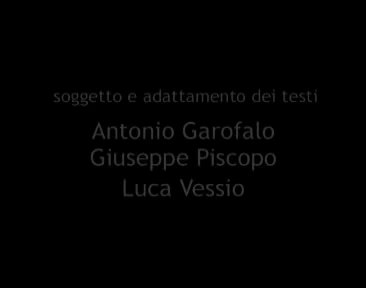 soggetto e adattamento dei testi
Antonio Garofalo
Giuseppe Piscopo
Luca Vessio